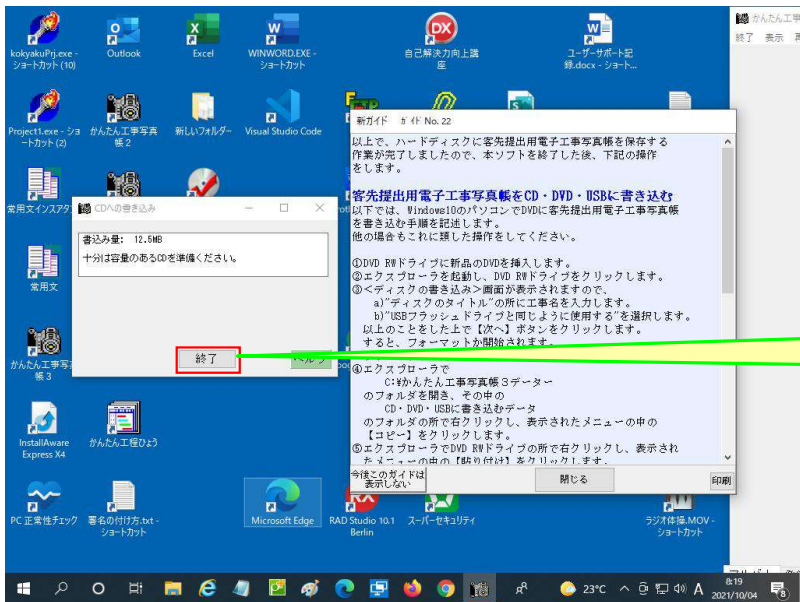 kokyakuPrj.exe -
ショートカット (10)
Outlook
Excel
WINWORD.EXE -
ショートカット
自己解決力向上講
座
ユーザーサポート記
録.docx - ショート...
かんたん工事
終了 表示
Project1.exe - ショ
ートカット (2)
かんたん工事写真
帳２
新しいフォルダー
Visual Studio Code
常用文インスアラ
常用文
かんたん工事写
帳３
InstallAware
Express X4
かんたん工程ひょう
PC 正常性チェック
署名の付け方.txt -
ショートカット
Microsoft Edge
RAD Studio 10.1
Berlin
スーパーセキュリティ
ラジオ体操.MOV -
ショートカット
CDへの書き込み
書込み量: 12.5MB
十分は容量のあるCDを準備ください。
終了
ヘルプ
新ガイド ガイド No. 22
以上で、ハードディスクに客先提出用電子工事写真帳を保存する
作業が完了しましたので、本ソフトを終了した後、下記の操作
をします。
客先提出用電子工事写真帳をCD・DVD・USBに書き込む
以下では、Windows10のパソコンでDVDに客先提出用電子工事写真帳
を書き込む手順を記述します。
他の場合もこれに類した操作をしてください。
①DVD RWドライブに新品のDVDを挿入します。
②エクスプローラを起動し、DVD RWドライブをクリックします。
③<ディスクの書き込み>画面が表示されますので、
a)"ディスクのタイトル"の所に工事名を入力します。
b)"USBフラッシュドライブと同じように使用する"を選択します。
以上のことをした上で【次へ】ボタンをクリックします。
すると、フォーマットが開始されます。
④エクスプローラで
C:¥かんたん工事写真帳３データー
のフォルダを開き、その中の
CD・DVD・USBに書き込むデータ
のフォルダの所で右クリックし、表示されたメニューの中の
【コピー】をクリックします。
⑤エクスプローラでDVD RWドライブの所で右クリックし、表示され
たメニューの中の【貼り付け】をクリックします。
今後このガイドは
表示しない
閉じる
印刷
23°C
A
8:19
2021/10/04